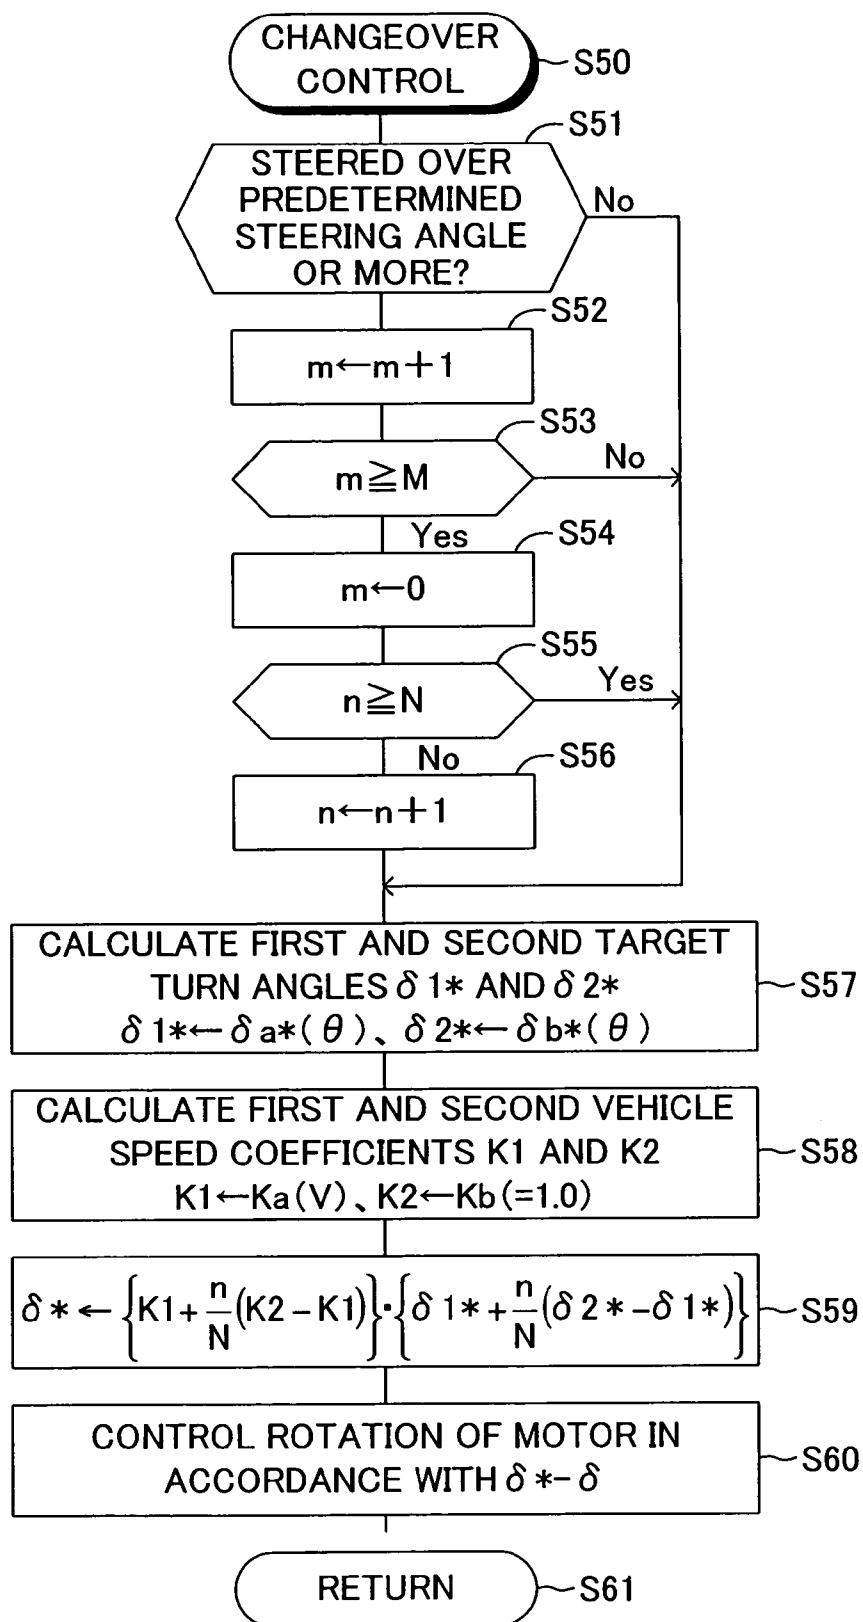 CHANGEOVER
CONTROL
S50
S51
STEERED OVER
PREDETERMINED
STEERING ANGLE
OR MORE?
No
S52
m←m+1
S53
m≧M
No
Yes
S54
m←0
S55
n≧N
Yes
No
S56
n←n+1
CALCULATE FIRST AND SECOND TARGET
TURN ANGLES δ1* AND δ2*
δ1*←δa*(θ)、δ2*←δb*(θ)
S57
CALCULATE FIRST AND SECOND VEHICLE
SPEED COEFFICIENTS K1 AND K2
K1←Ka(V)、K2←Kb(=1.0)
S58
δ*←{K1+n/N(K2-K1)}·{δ1*+n/N(δ2*-δ1*)}
S59
CONTROL ROTATION OF MOTOR IN
ACCORDANCE WITH δ*-δ
S60
RETURN
S61